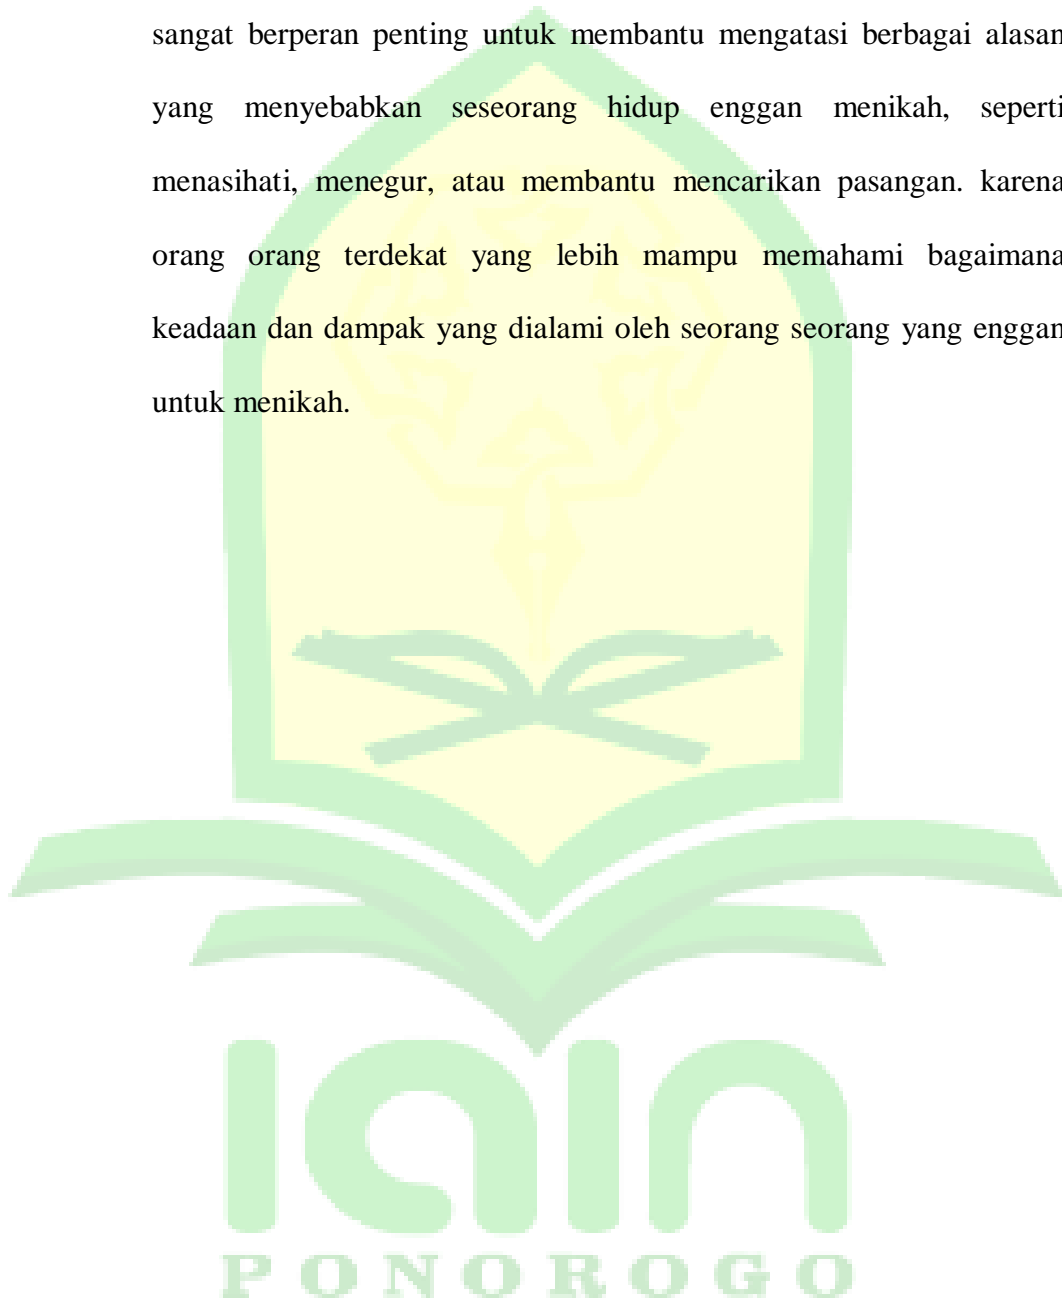 sangat berperan penting untuk membantu mengatasi berbagai alasan
yang menyebabkan seseorang hidup enggan menikah, seperti
menasihati, menegur, atau membantu mencarikan pasangan. karena
orang orang terdekat yang lebih mampu memahami bagaimana
keadaan dan dampak yang dialami oleh seorang seorang yang enggan
untuk menikah.
iain
PONOROGO